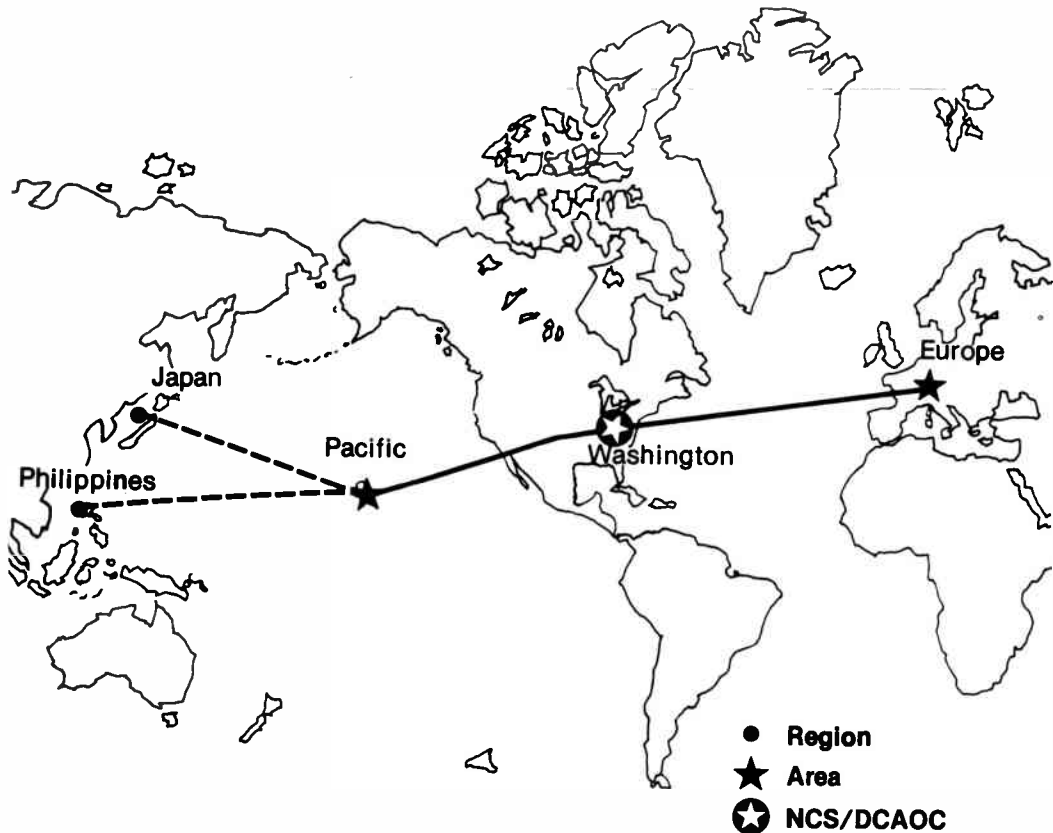 Japan
Europe
Pacific
Washington
Philippines
Region
Area
NCS/DCAOC